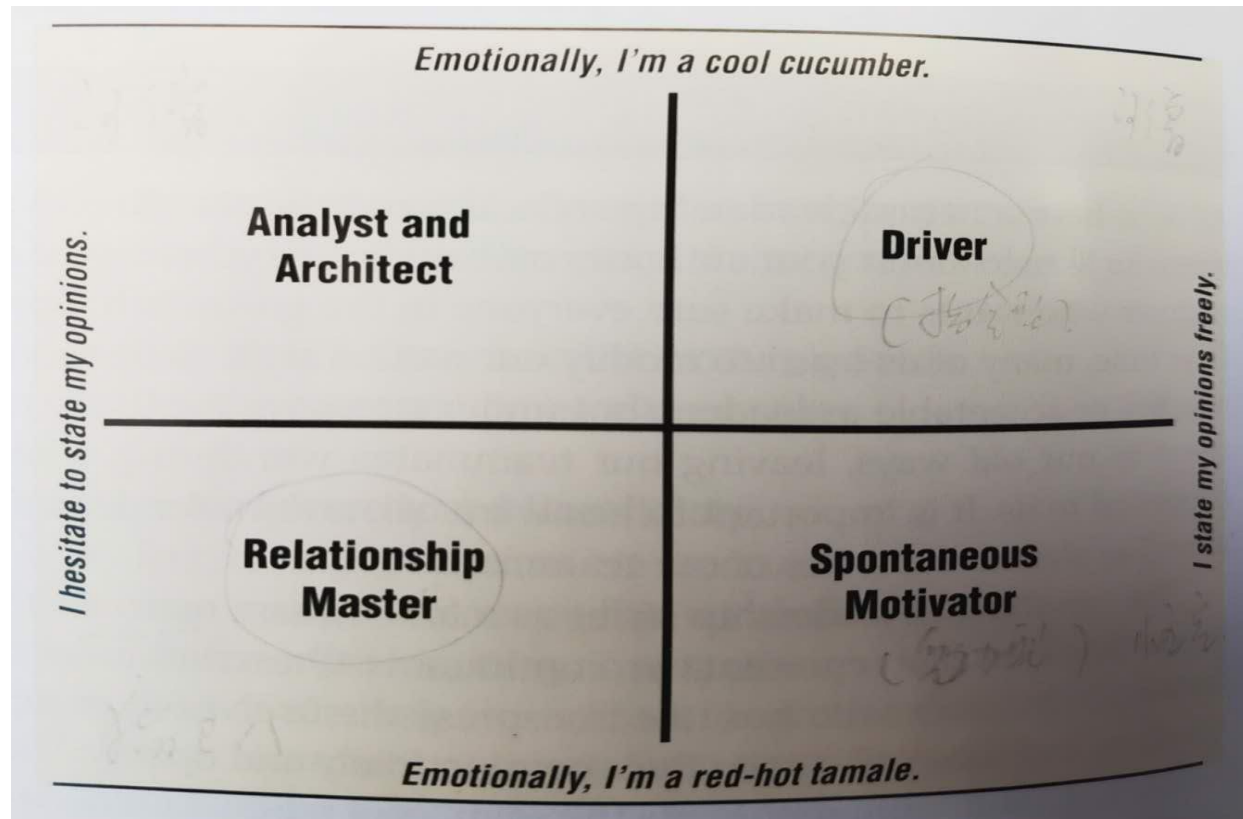 Emotionally, I'm a cool cucumber.
I hesitate to state my opinions.
Analyst and
Architect
Driver
Relationship
Master
Spontaneous
Motivator
I state my opinions freely.
Emotionally, I'm a red-hot tamale.